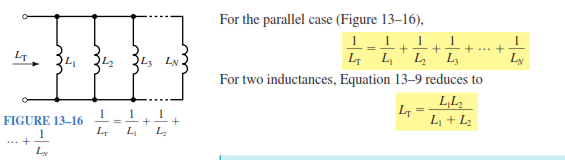 L_T
L_1
L_2
L_3
L_N
FIGURE 13–16 1/L_T = 1/L_1 + 1/L_2 +
⋯ + 1/L_N
For the parallel case (Figure 13–16),
1/L_T = 1/L_1 + 1/L_2 + 1/L_3 + ⋯ + 1/L_N
For two inductances, Equation 13–9 reduces to
L_T = L_1L_2/(L_1 + L_2)